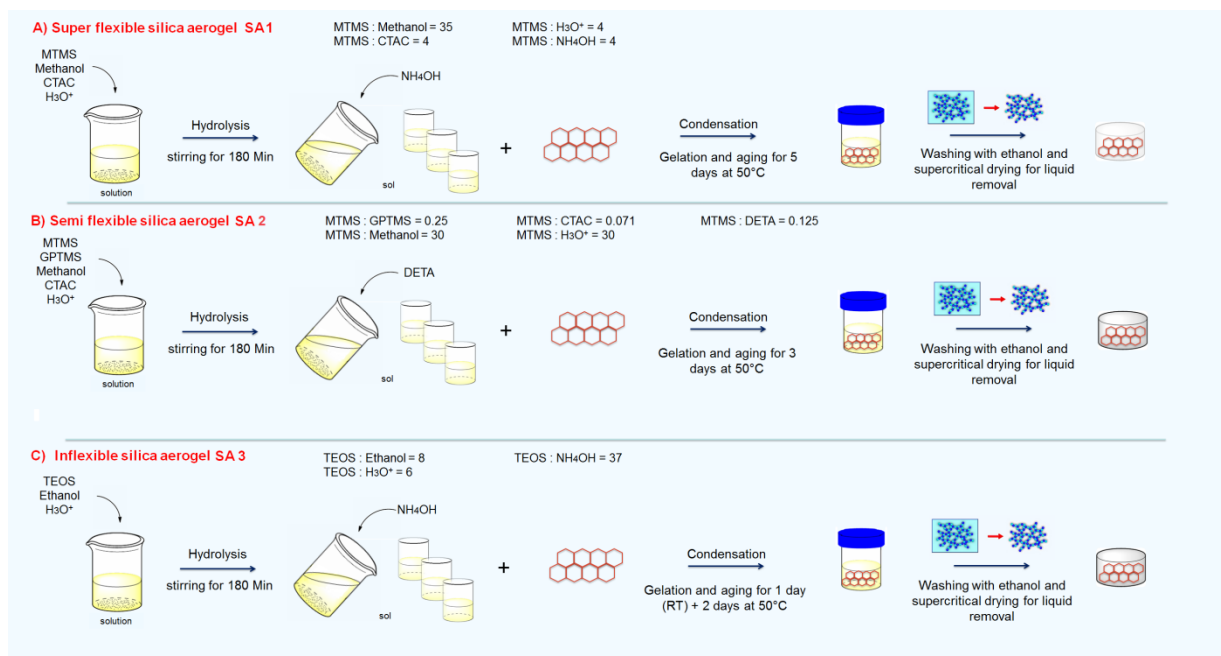 A) Super flexible silica aerogel SA1
MTMS : Methanol = 35
MTMS : H₃O⁺ = 4
MTMS : CTAC = 4
MTMS : NH₄OH = 4
MTMS
Methanol
CTAC
H₃O⁺
NH₄OH
Hydrolysis
stirring for 180 Min
solution
sol
+
Condensation
Gelation and aging for 5
days at 50°C
Washing with ethanol and
supercritical drying for liquid
removal
B) Semi flexible silica aerogel SA 2
MTMS : GPTMS = 0.25
MTMS : CTAC = 0.071
MTMS : DETA = 0.125
MTMS : Methanol = 30
MTMS : H₃O⁺ = 30
MTMS
GPTMS
Methanol
CTAC
H₃O⁺
DETA
Hydrolysis
stirring for 180 Min
solution
sol
+
Condensation
Gelation and aging for 3
days at 50°C
Washing with ethanol and
supercritical drying for liquid
removal
C) Inflexible silica aerogel SA 3
TEOS : Ethanol = 8
TEOS : NH₄OH = 37
TEOS : H₃O⁺ = 6
TEOS
Ethanol
H₃O⁺
NH₄OH
Hydrolysis
stirring for 180 Min
solution
sol
+
Condensation
Gelation and aging for 1 day
(RT) + 2 days at 50°C
Washing with ethanol and
supercritical drying for liquid
removal